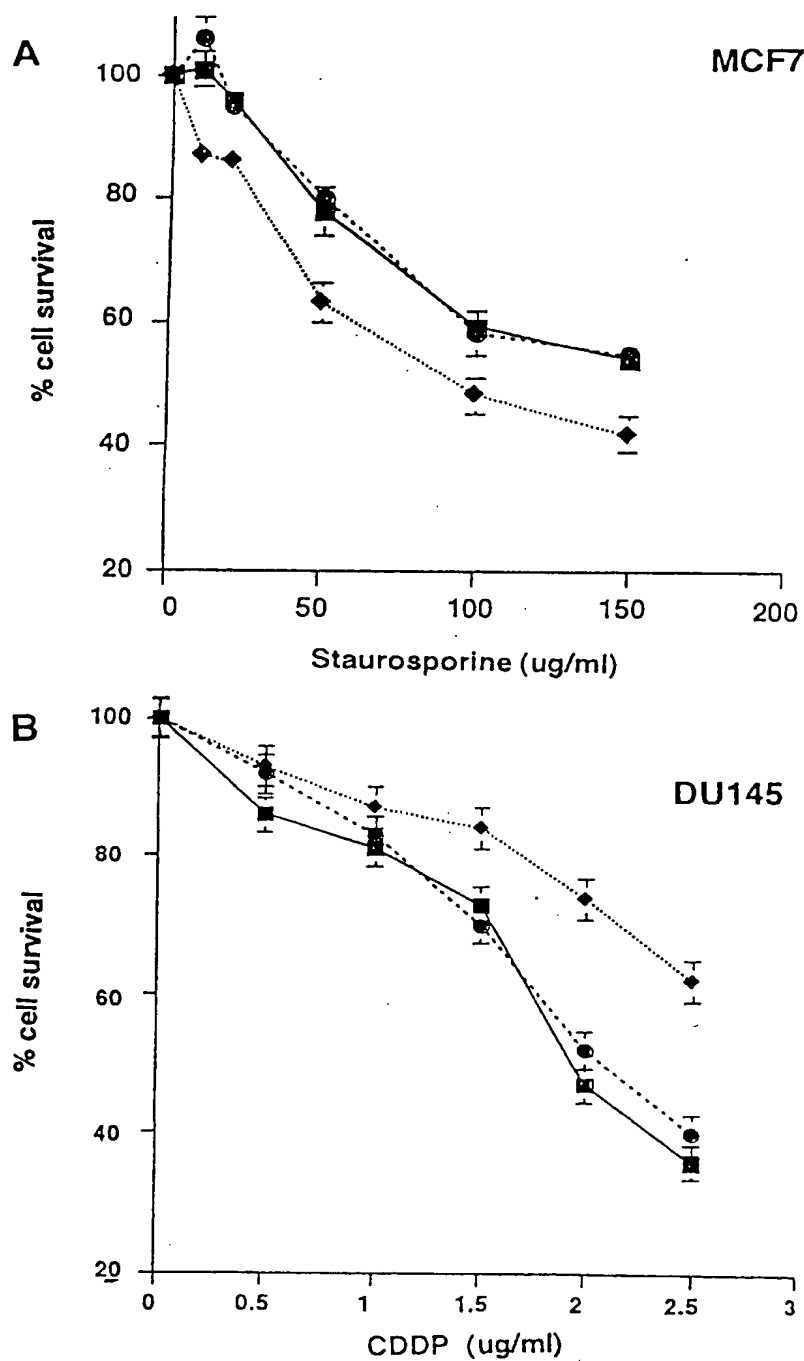 A
MCF7
100
80
60
40
20
% cell survival
0 50 100 150 200
Staurosporine (ug/ml)
B
DU145
100
80
60
40
20
% cell survival
0 0.5 1 1.5 2 2.5 3
CDDP (ug/ml)